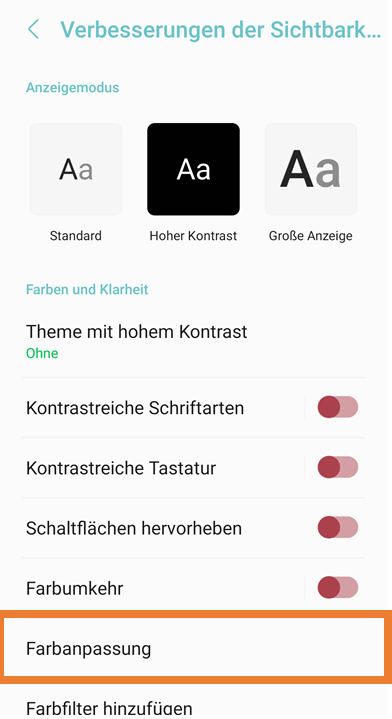 Verbesserungen der Sichtbark...
Anzeigemodus
Aa
Aa
Aa
Standard
Hoher Kontrast
Große Anzeige
Farben und Klarheit
Theme mit hohem Kontrast
Ohne
Kontrastreiche Schriftarten
Kontrastreiche Tastatur
Schaltflächen hervorheben
Farbumkehr
Farbanpassung
Farbfilter hinzufügen